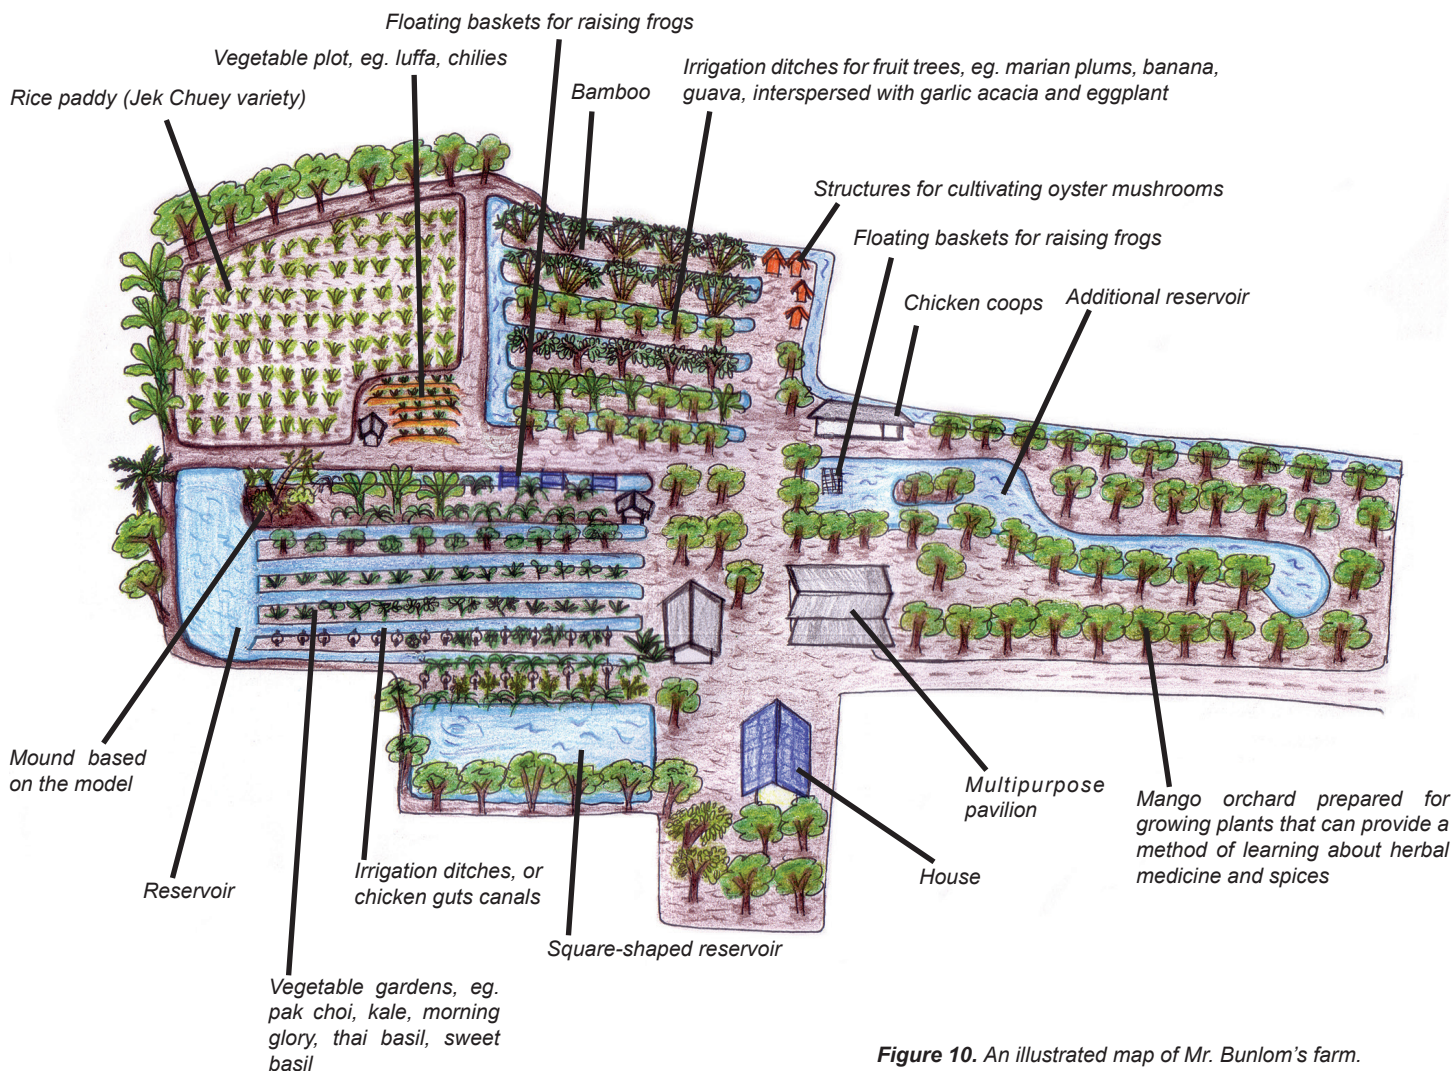 Floating baskets for raising frogs
Vegetable plot, eg. luffa, chilies
Rice paddy (Jek Chuey variety)
Bamboo
Irrigation ditches for fruit trees, eg. marian plums, banana,
guava, interspersed with garlic acacia and eggplant
Structures for cultivating oyster mushrooms
Floating baskets for raising frogs
Chicken coops
Additional reservoir
Mound based
on the model
Reservoir
Irrigation ditches, or
chicken guts canals
Vegetable gardens, eg.
pak choi, kale, morning
glory, thai basil, sweet
basil
Square-shaped reservoir
House
Multipurpose
pavilion
Mango orchard prepared for
growing plants that can provide a
method of learning about herbal
medicine and spices
Figure 10. An illustrated map of Mr. Bunlom's farm.